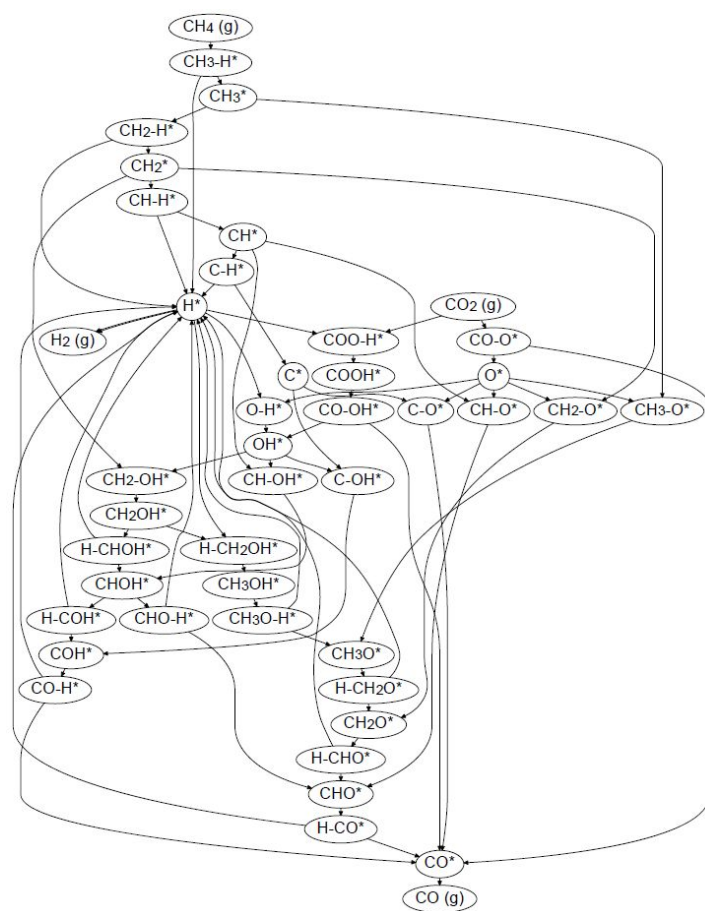 CH4 (g)
CH3-H*
CH3*
CH2-H*
CH2*
CH-H*
CH*
C-H*
H*
CO2 (g)
H2 (g)
COO-H*
CO-O*
C*
COOH*
O*
O-H*
CO-OH*
C-O*
CH-O*
CH2-O*
CH3-O*
OH*
CH2-OH*
CH-OH*
C-OH*
CH2OH*
H-CHOH*
H-CH2OH*
CHOH*
CH3OH*
H-COH*
CHO-H*
CH3O-H*
COH*
CH3O*
CO-H*
H-CH2O*
CH2O*
H-CHO*
CHO*
H-CO*
CO*
CO (g)